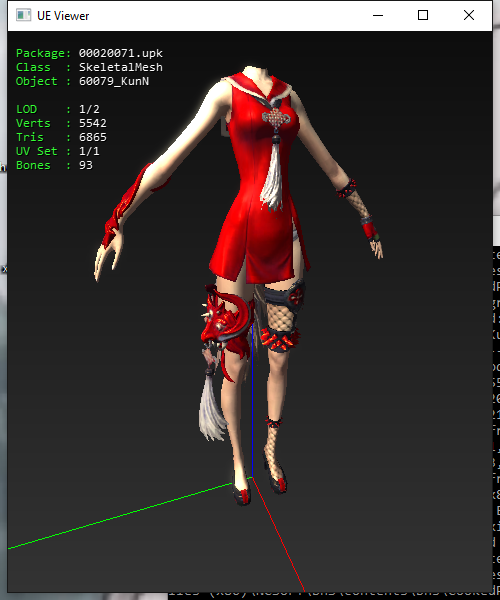 UE Viewer
Package: 00020071.upk
Class : SkeletalMesh
Object : 60079_KunN
LOD : 1/2
Verts : 5542
Tris : 6865
UV Set : 1/1
Bones : 93